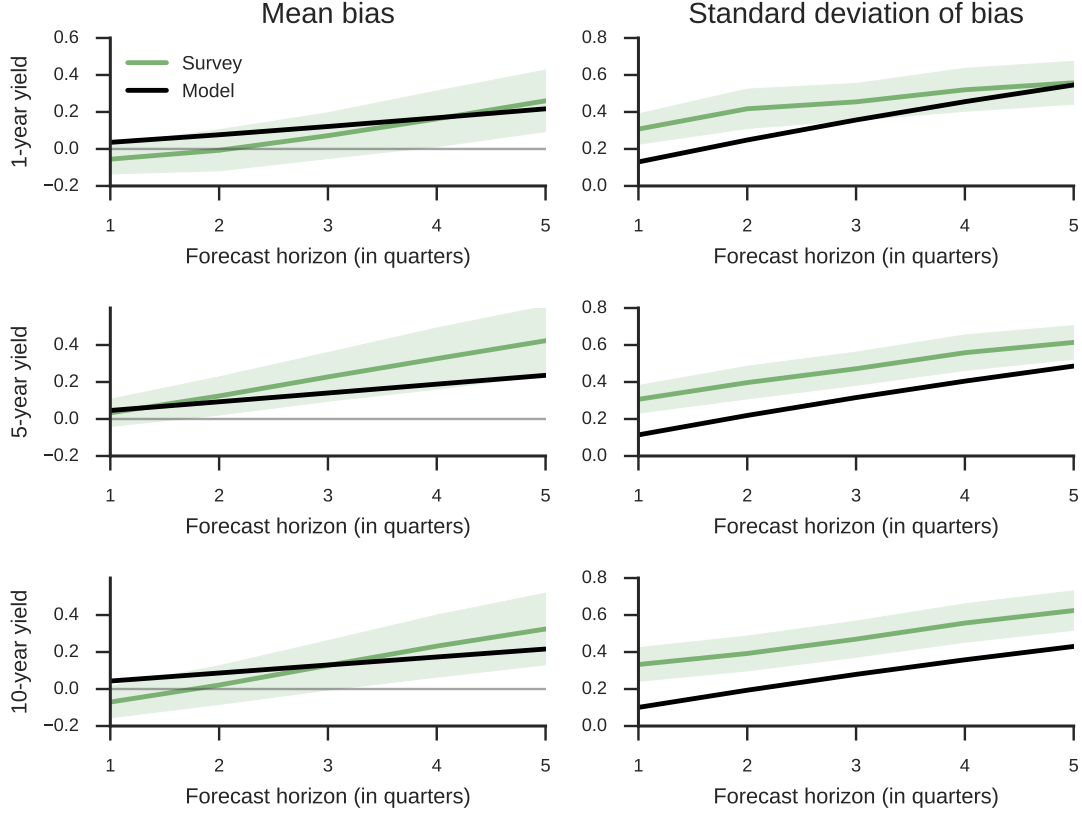 Mean bias
Standard deviation of bias
1-year yield
0.6
0.4
0.2
0.0
−0.2
Survey
Model
1 2 3 4 5
Forecast horizon (in quarters)
0.8
0.6
0.4
0.2
0.0
1 2 3 4 5
Forecast horizon (in quarters)
5-year yield
0.4
0.2
0.0
−0.2
1 2 3 4 5
Forecast horizon (in quarters)
0.8
0.6
0.4
0.2
0.0
1 2 3 4 5
Forecast horizon (in quarters)
10-year yield
0.4
0.2
0.0
−0.2
1 2 3 4 5
Forecast horizon (in quarters)
0.8
0.6
0.4
0.2
0.0
1 2 3 4 5
Forecast horizon (in quarters)